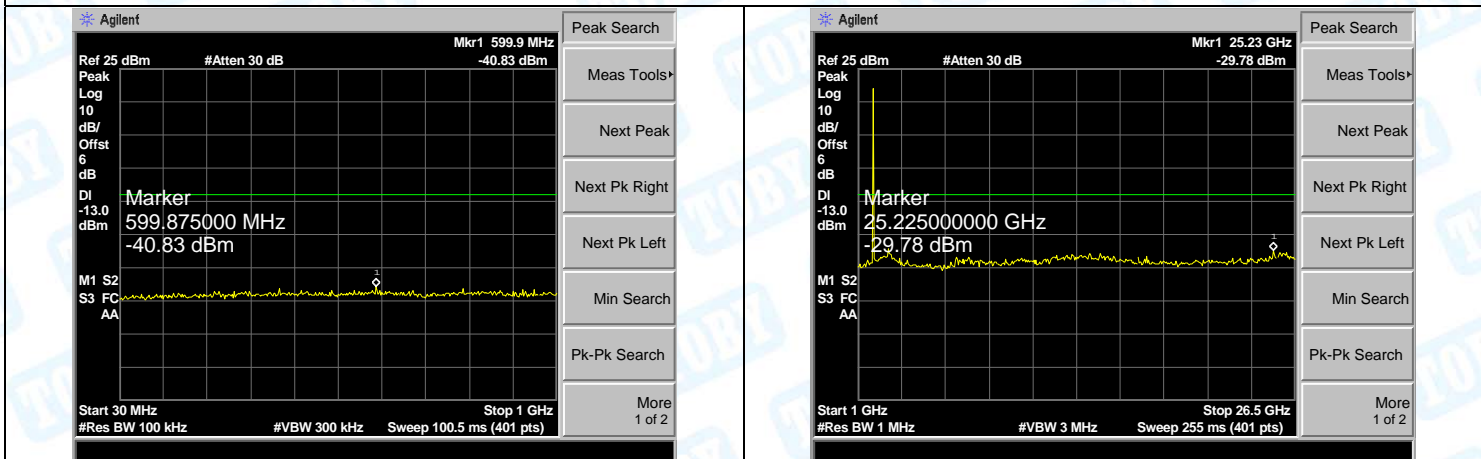 Agilent
Peak Search
Mkr1 599.9 MHz
Ref 25 dBm #Atten 30 dB -40.83 dBm
Peak
Log
10
dB/
Offst
6
dB
DI
-13.0
dBm
Marker
599.875000 MHz
-40.83 dBm
1
M1 S2
S3 FC
AA
Start 30 MHz Stop 1 GHz
#Res BW 100 kHz #VBW 300 kHz Sweep 100.5 ms (401 pts)
Meas Tools
Next Peak
Next Pk Right
Next Pk Left
Min Search
Pk-Pk Search
More
1 of 2
Agilent
Peak Search
Mkr1 25.23 GHz
Ref 25 dBm #Atten 30 dB -29.78 dBm
Peak
Log
10
dB/
Offst
6
dB
DI
-13.0
dBm
Marker
25.225000000 GHz
-29.78 dBm
1
M1 S2
S3 FC
AA
Start 1 GHz Stop 26.5 GHz
#Res BW 1 MHz #VBW 3 MHz Sweep 255 ms (401 pts)
Meas Tools
Next Peak
Next Pk Right
Next Pk Left
Min Search
Pk-Pk Search
More
1 of 2
TOBY